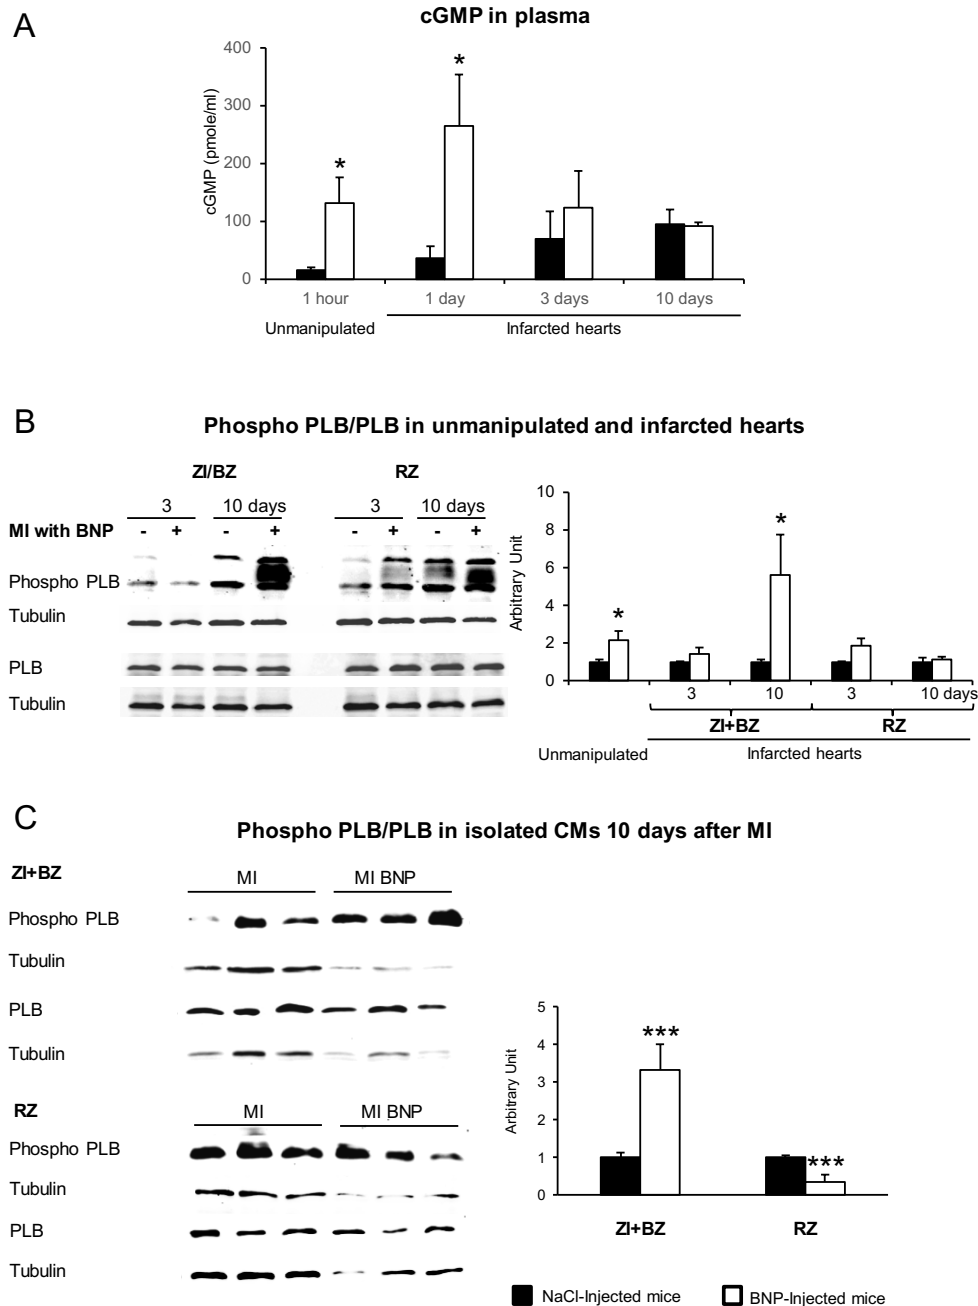 A
cGMP in plasma
cGMP (pmole/ml)
400
300
200
100
0
*
*
1 hour 1 day 3 days 10 days
Unmanipulated Infarcted hearts
B
Phospho PLB/PLB in unmanipulated and infarcted hearts
ZI/BZ RZ
3 10 days 3 10 days
MI with BNP - + - + - + - +
Phospho PLB
Tubulin
PLB
Tubulin
Arbitrary Unit
10
8
6
4
2
0
*
*
3 10 3 10 days
ZI+BZ RZ
Unmanipulated Infarcted hearts
C
Phospho PLB/PLB in isolated CMs 10 days after MI
ZI+BZ
MI MI BNP
Phospho PLB
Tubulin
PLB
Tubulin
RZ
MI MI BNP
Phospho PLB
Tubulin
PLB
Tubulin
Arbitrary Unit
5
4
3
2
1
0
***
***
ZI+BZ RZ
NaCl-Injected mice BNP-Injected mice